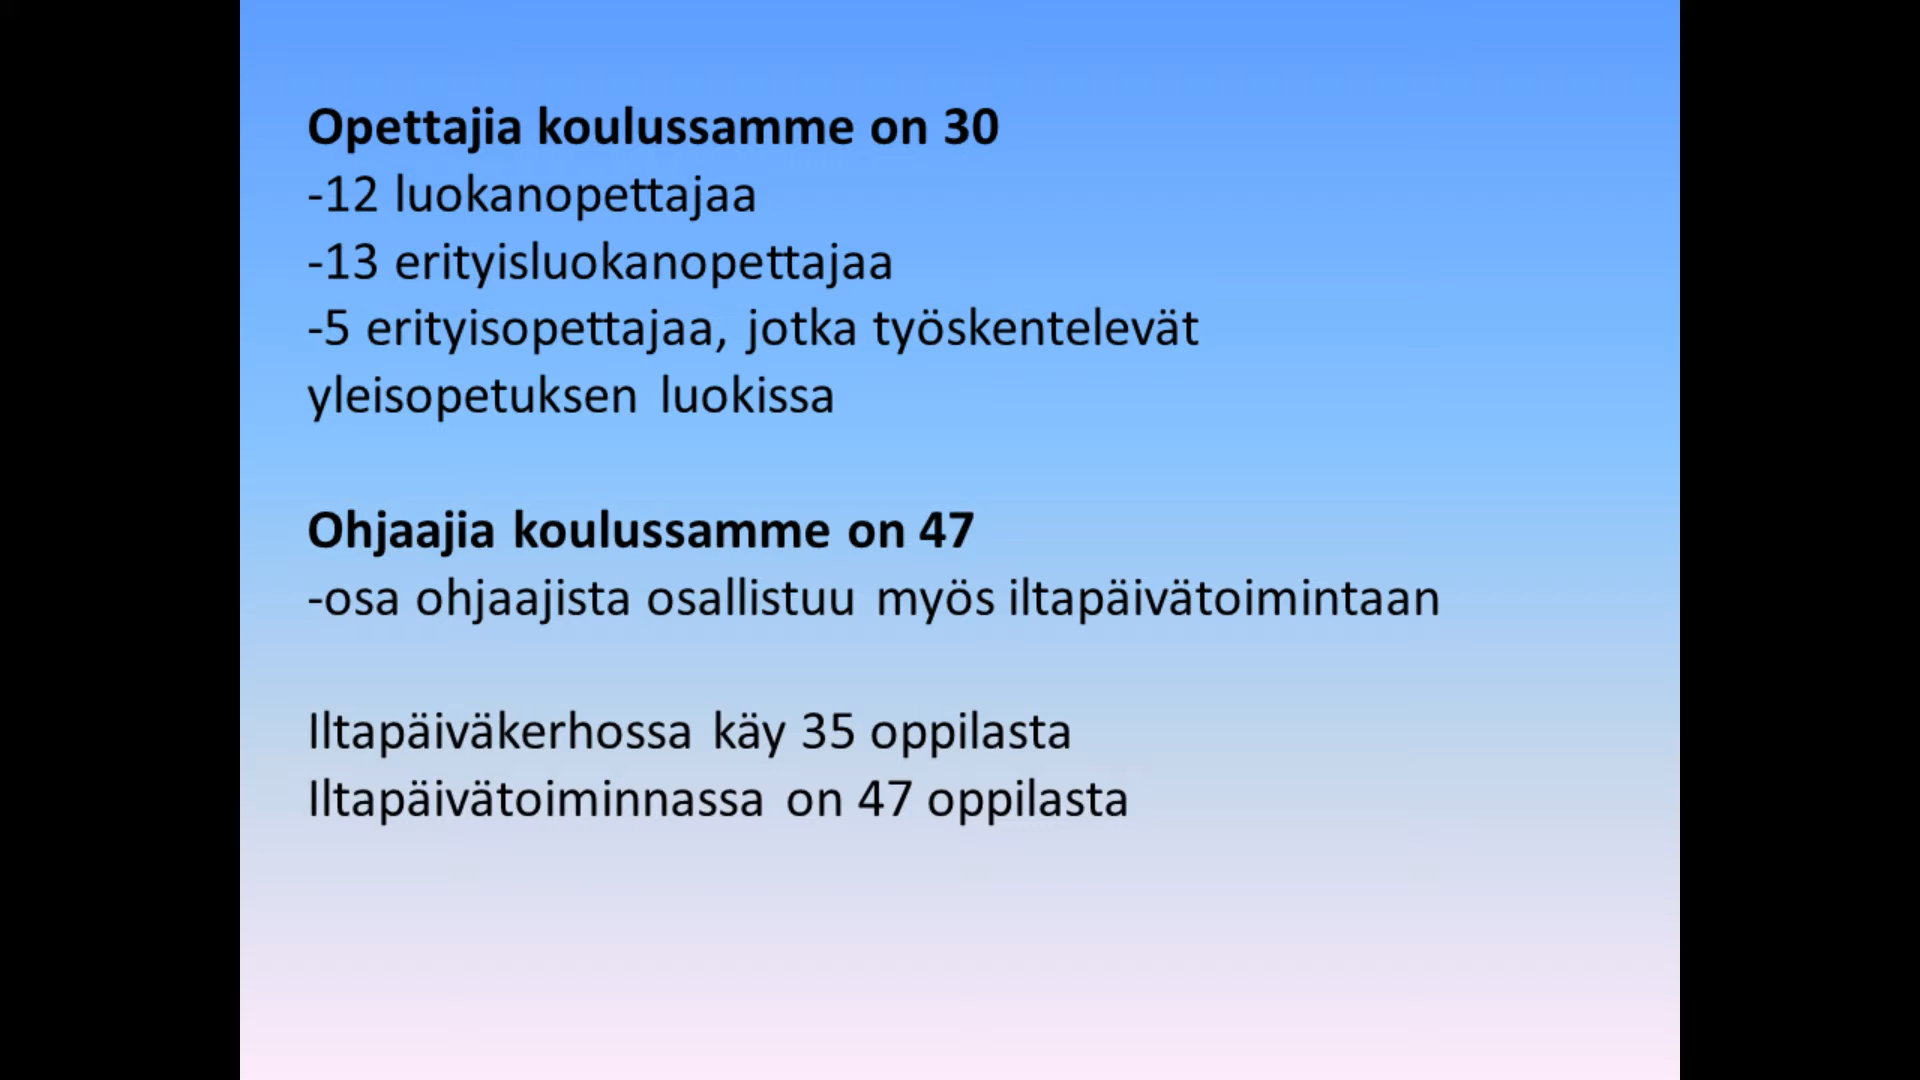 Opettajia koulussamme on 30
-12 luokanopettajaa
-13 erityisluokanopettajaa
-5 erityisopettajaa, jotka työskentelevät
yleisopetuksen luokissa
Ohjaajia koulussamme on 47
-osa ohjaajista osallistuu myös iltapäivätoimintaan
Iltapäiväkerhossa käy 35 oppilasta
Iltapäivätoiminnassa on 47 oppilasta